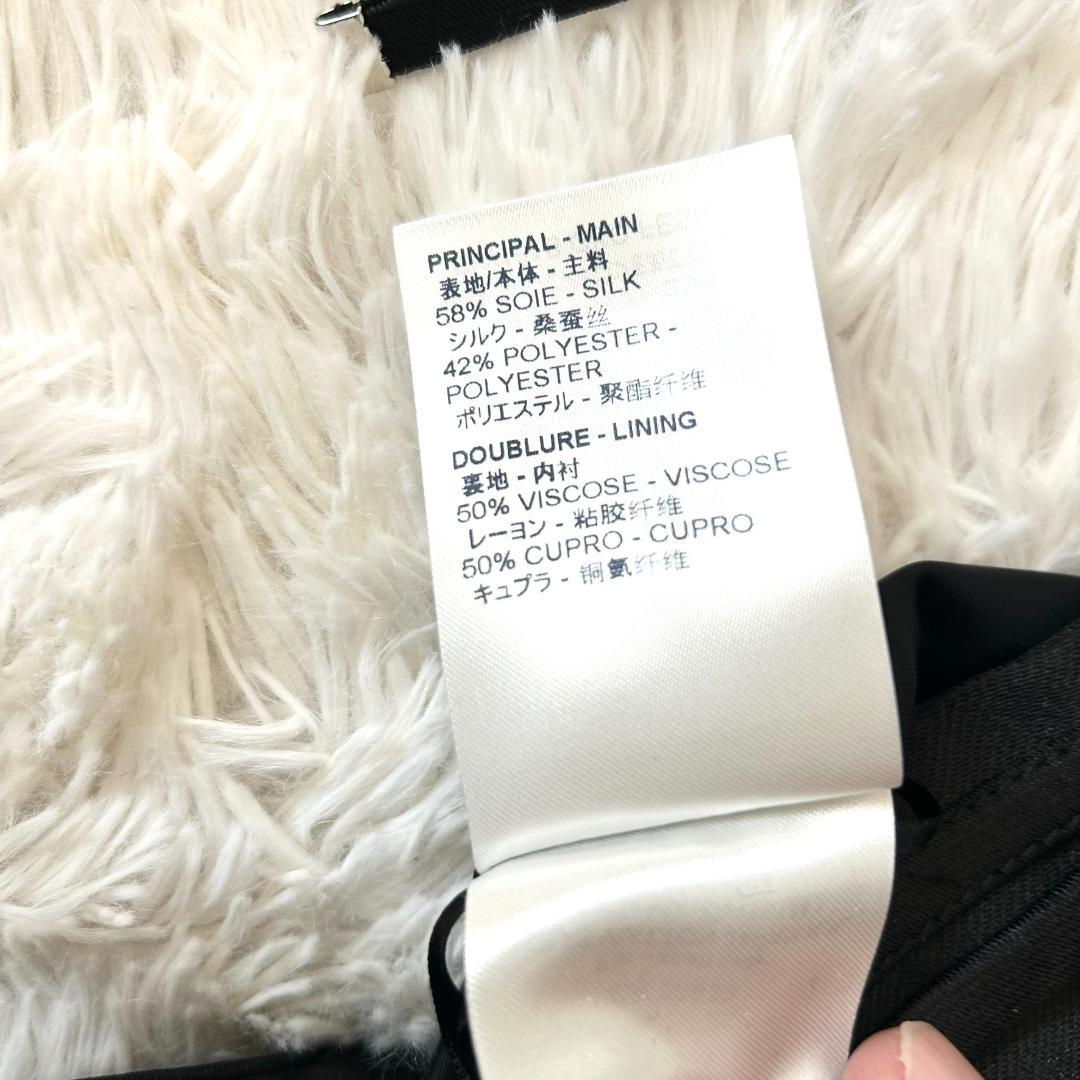 PRINCIPAL - MAIN
表地/本体 - 主料
58% SOIE - SILK
シルク - 桑蚕丝
42% POLYESTER -
POLYESTER
ポリエステル - 聚酯纤维
DOUBLURE - LINING
裏地 - 内衬
50% VISCOSE - VISCOSE
レーヨン - 粘胶纤维
50% CUPRO - CUPRO
キュプラ - 铜氨纤维